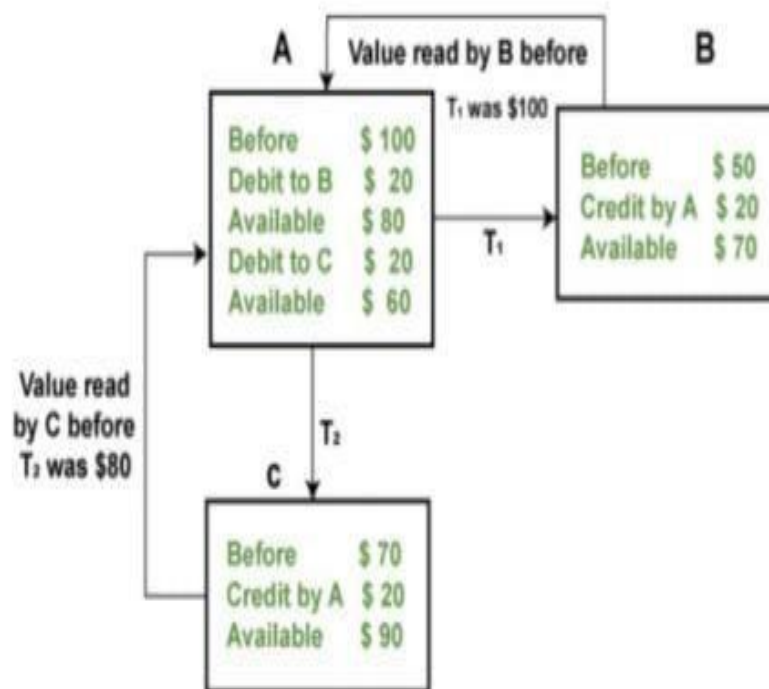 A
Value read by B before
T₁ was $100
B
Before $ 100
Debit to B $ 20
Available $ 80
Debit to C $ 20
Available $ 60
Before $ 50
Credit by A $ 20
Available $ 70
T₁
Value read
by C before
T₂ was $80
T₂
C
Before $ 70
Credit by A $ 20
Available $ 90